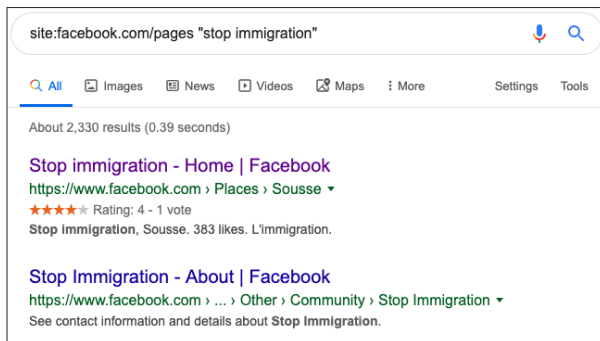 site:facebook.com/pages "stop immigration"
All Images News Videos Maps More Settings Tools
About 2,330 results (0.39 seconds)
Stop immigration - Home | Facebook
https://www.facebook.com › Places › Sousse
Rating: 4 - 1 vote
Stop immigration, Sousse. 383 likes. L'immigration.
Stop Immigration - About | Facebook
https://www.facebook.com › ... › Other › Community › Stop Immigration
See contact information and details about Stop Immigration.